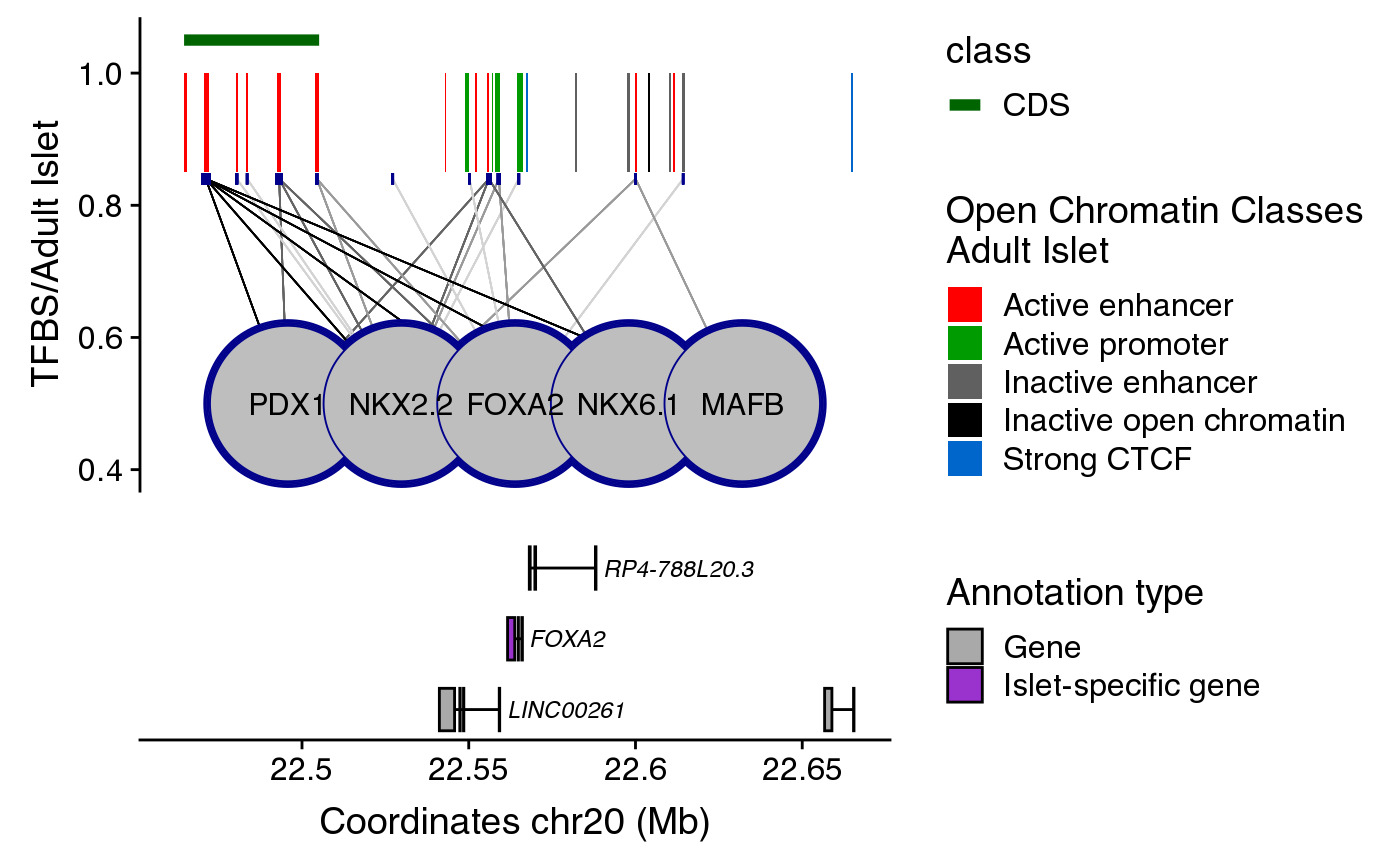 TFBS/Adult Islet
1.0
0.8
0.6
0.4
PDX1 NKX2.2 FOXA2 NKX6.1 MAFB
RP4-788L20.3
FOXA2
LINC00261
22.5 22.55 22.6 22.65
Coordinates chr20 (Mb)
class
CDS
Open Chromatin Classes
Adult Islet
Active enhancer
Active promoter
Inactive enhancer
Inactive open chromatin
Strong CTCF
Annotation type
Gene
Islet-specific gene